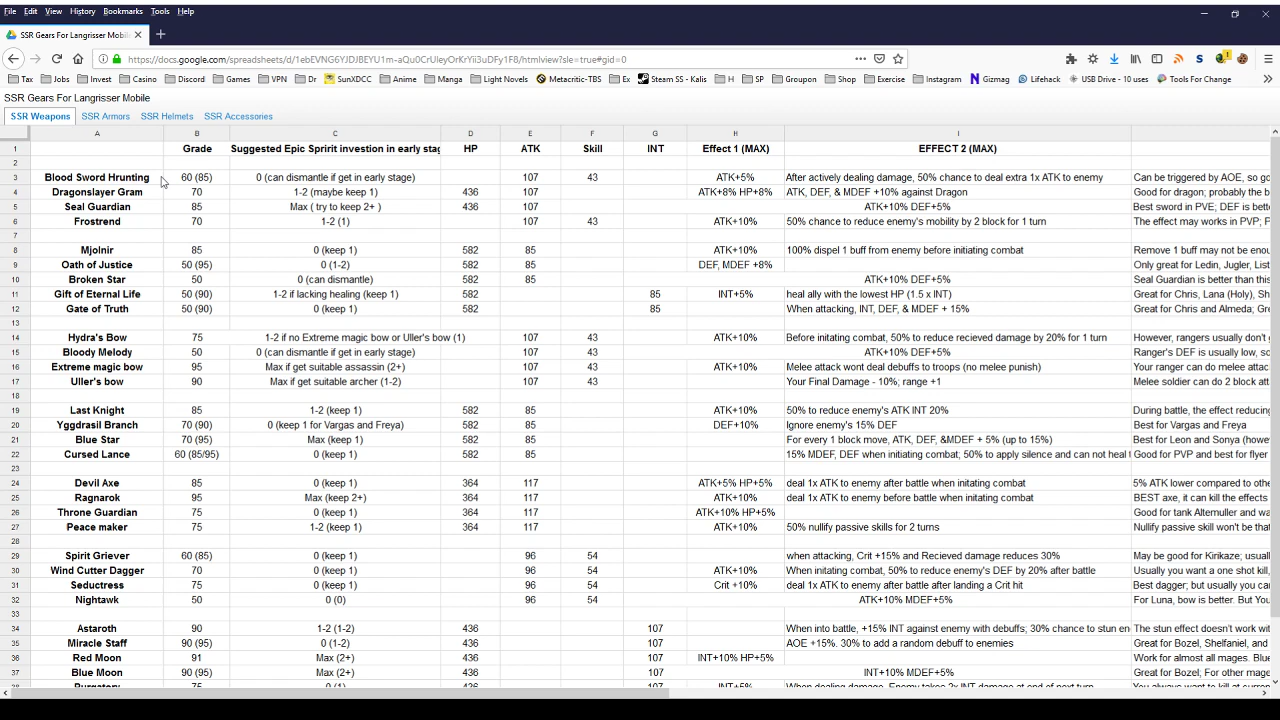 File Edit View History Bookmarks Tools Help
SSR Gears For Langrisser Mobile
https://docs.google.com/spreadsheets/d/1ebEVNG6YJDJBEYU1m-aQu0CrUleyOrKrYii3uDFy1F8/htmlview?sle=true#gid=0
Tax Jobs Invest Casino Discord Games VPN Dr SunXDCC Anime Manga Light Novels Metacritic-TBS Ex Steam SS - Kalis H D Groupon Shop Exercise Instagram Gizmag Lifehack USB Drive - 10 uses Tools For Change
SSR Gears For Langrisser Mobile
SSR Weapons SSR Armors SSR Helmets SSR Accessories
A B C D E F G H I
1 Grade Suggested Epic Spririt invenstion in early stag HP ATK Skill INT Effect 1 (MAX) EFFECT 2 (MAX)
2
3 Blood Sword Hrunting 60 (85) 0 (can dismantle if get in early stage) 107 43 ATK+5% After actively dealing damage, 50% chance to deal extra 1x ATK to enemy Can be triggered by AOE, so go
4 Dragonslayer Gram 70 1-2 (maybe keep 1) 436 107 ATK+8% HP+8% ATK, DEF, & MDEF +10% against Dragon Good for dragon; probably the b
5 Seal Guardian 85 Max ( try to keep 2+ ) 436 107 ATK+10% DEF+5% Best sword in PVE; DEF is bette
6 Frostrend 70 1-2 (1) 107 43 ATK+10% 50% chance to reduce enemy's mobility by 2 block for 1 turn The effect may works in PVP; F
7
8 Mjolnir 85 0 (keep 1) 582 85 ATK+10% 100% dispel 1 buff from enemy before initiating combat Remove 1 buff may not be enou
9 Oath of Justice 50 (95) 0 (1-2) 582 85 DEF, MDEF +8% Only great for Ledin, Jugler, List
10 Broken Star 50 0 (can dismantle) 582 85 ATK+10% DEF+5% Seal Guardian is better than this
11 Gift of Eternal Life 50 (90) 1-2 if lacking healing (keep 1) 582 85 INT+5% heal ally with the lowest HP (1.5 x INT) Great for Chris, Lana (Holy), Sh
12 Gate of Truth 50 (90) 0 (keep 1) 582 85 When attacking, INT, DEF, & MDEF + 15% Great for Chris and Almeda; Gre
13
14 Hydra's Bow 75 1-2 if no Extreme magic bow or Uller's bow (1) 107 43 ATK+10% Before initating combat, 50% to reduce recieved damage by 20% for 1 turn However, rangers usually don't g
15 Bloody Melody 50 0 (can dismantle if get in early stage) 107 43 ATK+10% DEF+5% Ranger's DEF is usually low, so
16 Extreme magic bow 95 Max if get suitable assassin (2+) 107 43 ATK+10% Melee attack wont deal debuffs to troops (no melee punish) Your ranger can do melee attac
17 Uller's bow 90 Max if get suitable archer (1-2) 107 43 Your Final Damage - 10%; range +1 Melee soldier can do 2 block att
18
19 Last Knight 85 1-2 (keep 1) 582 85 ATK+10% 50% to reduce enemy's ATK INT 20% During battle, the effect reducing
20 Yggdrasil Branch 70 (90) 0 (keep 1 for Vargas and Freya) 582 85 DEF+10% Ignore enemy's 15% DEF Best for Vargas and Freya
21 Blue Star 70 (95) Max (keep 1) 582 85 For every 1 block move, ATK, DEF, &MDEF + 5% (up to 15%) Best for Leon and Sonya (howev
22 Cursed Lance 60 (85/95) 0 (keep 1) 582 85 15% MDEF, DEF when initiating combat; 50% to apply silence and can not heal t Good for PVP and best for flyer
23
24 Devil Axe 85 0 (keep 1) 364 117 ATK+5% HP+5% deal 1x ATK to enemy after battle when initating combat 5% ATK lower compared to othe
25 Ragnarok 95 Max (keep 2+) 364 117 ATK+10% deal 1x ATK to enemy before battle when initating combat BEST axe, it can kill the effects
26 Throne Guardian 75 0 (keep 1) 364 117 ATK+10% HP+5% Good for tank Altemuller and wa
27 Peace maker 75 1-2 (keep 1) 364 117 ATK+10% 50% nullify passive skills for 2 turns Nullify passive skill won't be that
28
29 Spirit Griever 60 (85) 0 (keep 1) 96 54 when attacking, Crit +15% and Recieved damage reduces 30% May be good for Kirikaze; usual
30 Wind Cutter Dagger 70 0 (keep 1) 96 54 ATK+10% When initating combat, 50% to reduce enemy's DEF by 20% after battle Usually you want a one shot kill,
31 Seductress 75 0 (keep 1) 96 54 Crit +10% deal 1x ATK to enemy after battle after landing a Crit hit Best dagger; but usually you can
32 Nightawk 50 0 (0) 96 54 ATK+10% MDEF+5% For Luna, bow is better. But You
33
34 Astaroth 90 1-2 (1-2) 436 107 When into battle, +15% INT against enemy with debuffs; 30% chance to stun en The stun effect doesn't work wi
35 Miracle Staff 90 (95) 0 (1-2) 436 107 AOE +15%. 30% to add a random debuff to enemies Great for Bozel, Shelfaniel, and
36 Red Moon 91 Max (2+) 436 107 INT+10% HP+5% Work for almost all mages. Blue
37 Blue Moon 90 (95) Max (2+) 436 107 INT+10% MDEF+5% Great for Bozel; For other mage